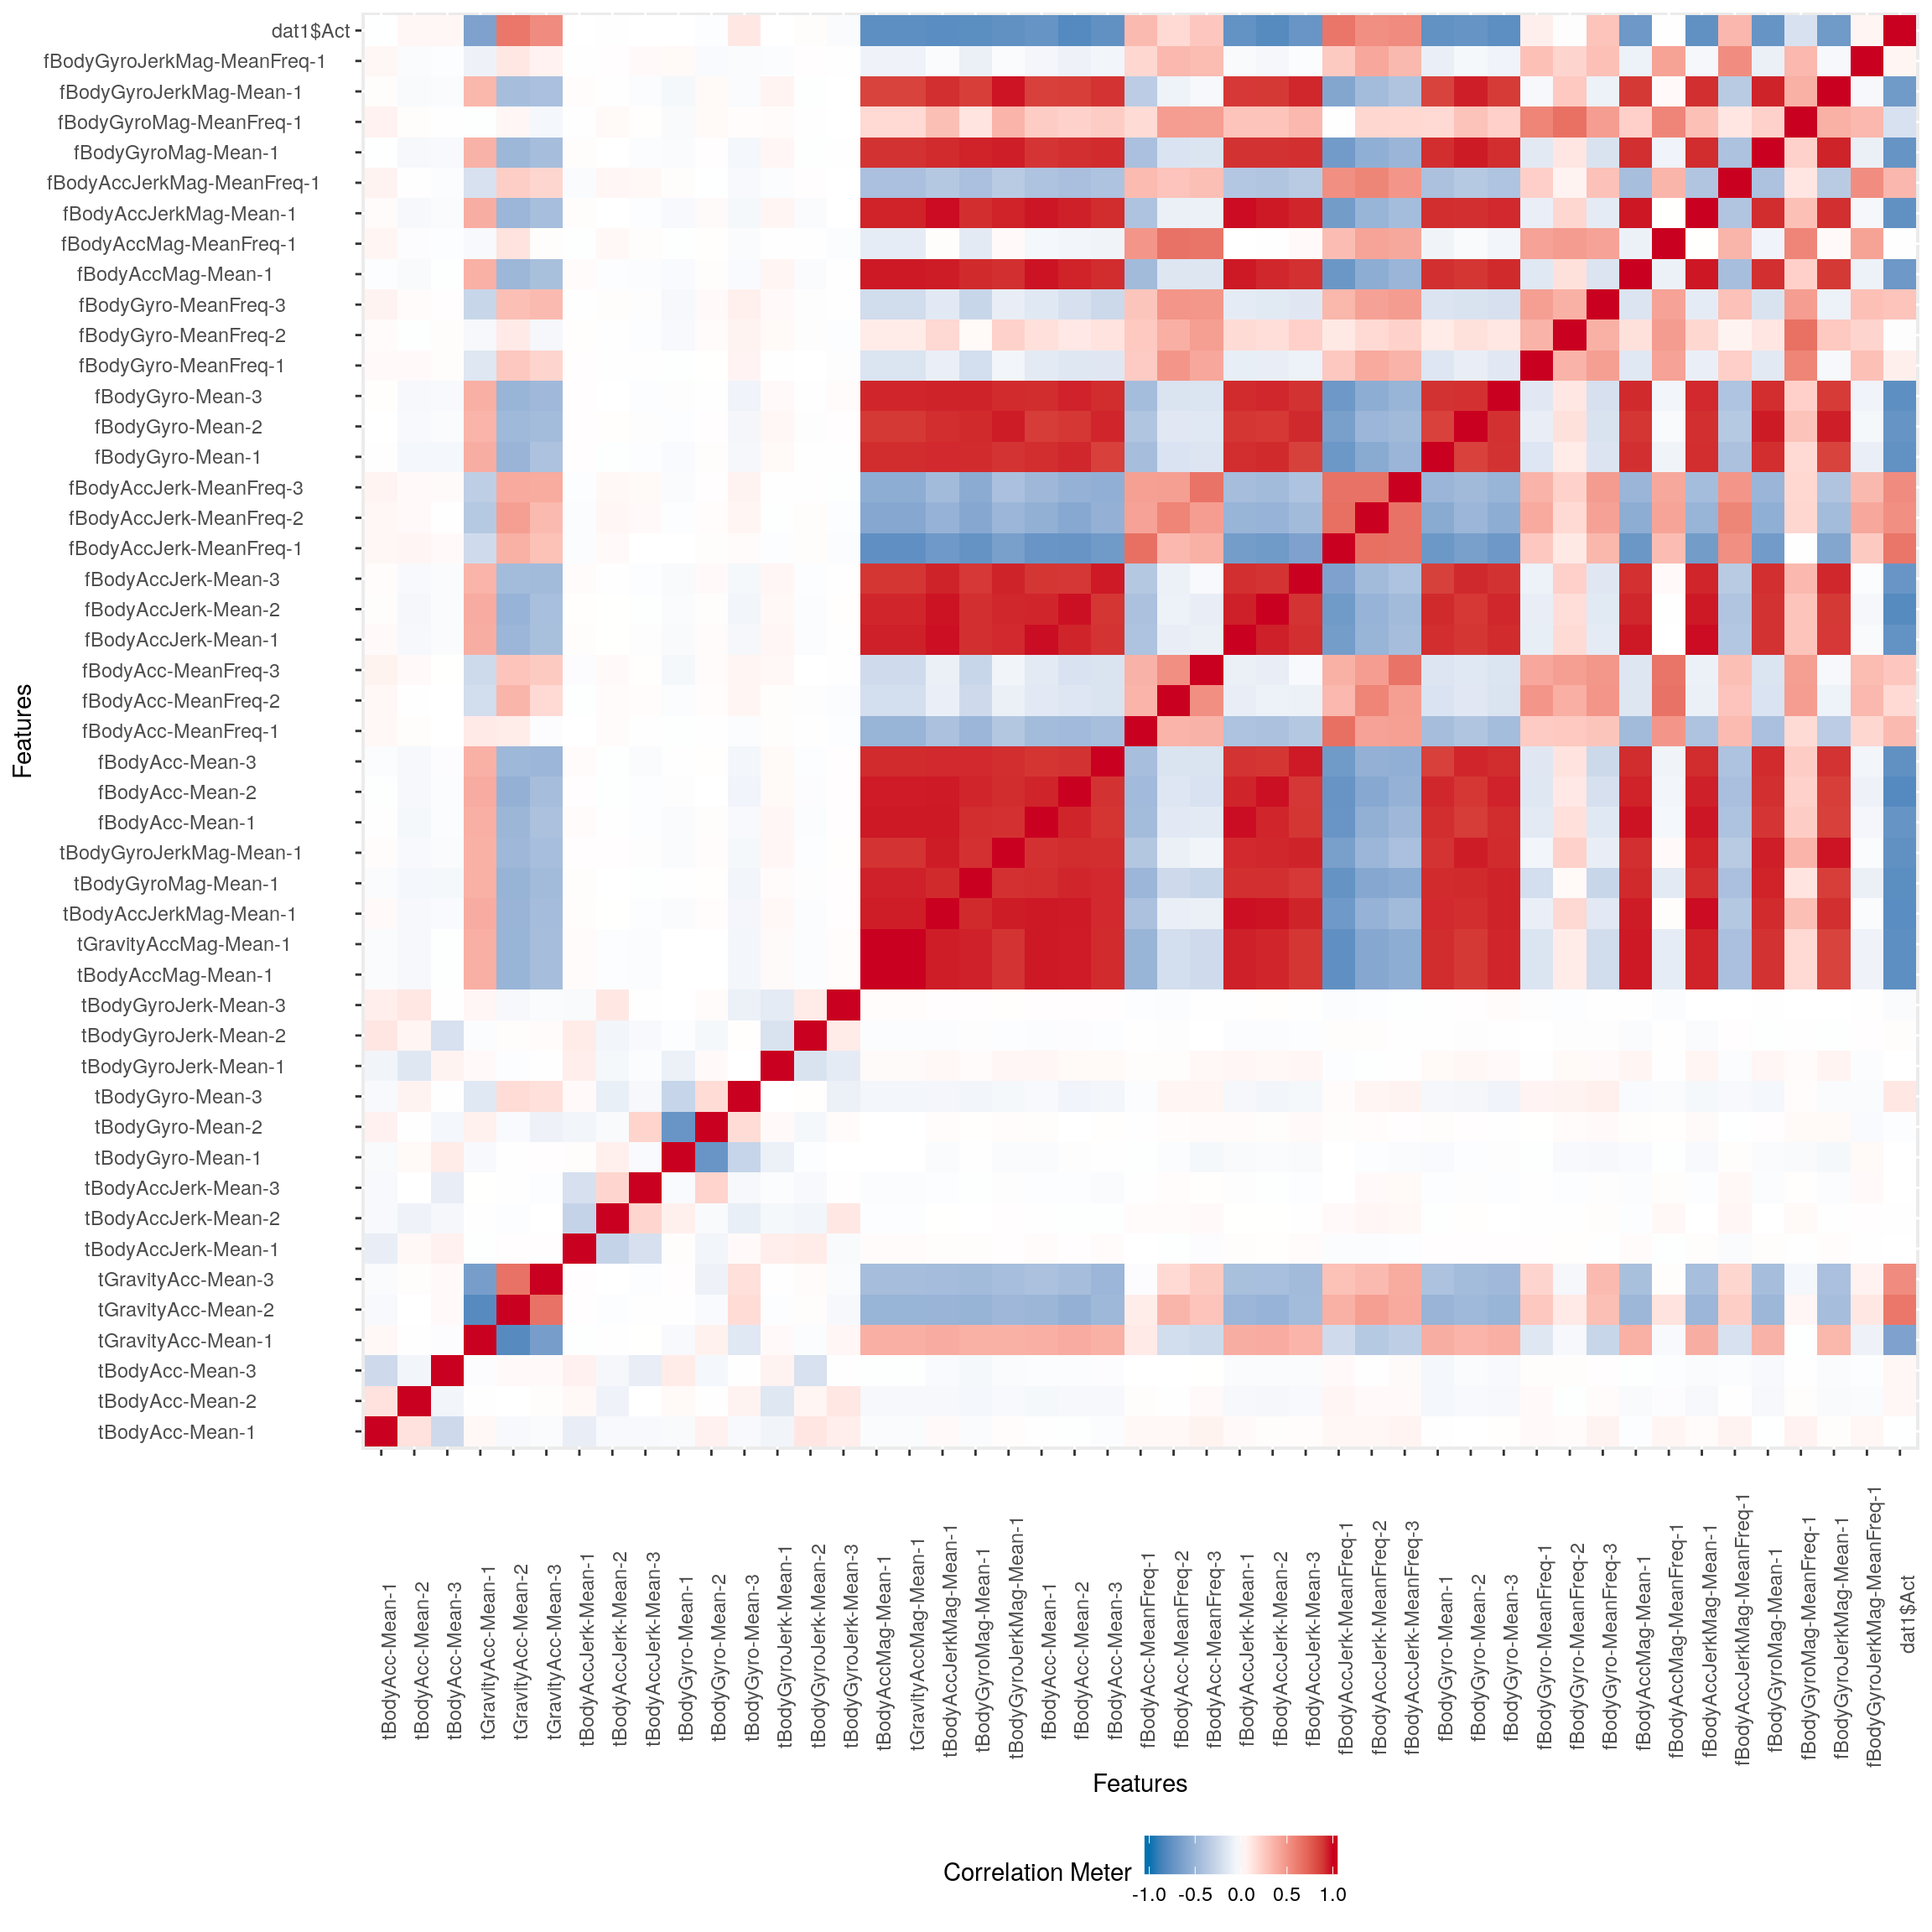 dat1$Act
fBodyGyroJerkMag-MeanFreq-1
fBodyGyroJerkMag-Mean-1
fBodyGyroMag-MeanFreq-1
fBodyGyroMag-Mean-1
fBodyAccJerkMag-MeanFreq-1
fBodyAccJerkMag-Mean-1
fBodyAccMag-MeanFreq-1
fBodyAccMag-Mean-1
fBodyGyro-MeanFreq-3
fBodyGyro-MeanFreq-2
fBodyGyro-MeanFreq-1
fBodyGyro-Mean-3
fBodyGyro-Mean-2
fBodyGyro-Mean-1
fBodyAccJerk-MeanFreq-3
fBodyAccJerk-MeanFreq-2
fBodyAccJerk-MeanFreq-1
fBodyAccJerk-Mean-3
fBodyAccJerk-Mean-2
fBodyAccJerk-Mean-1
fBodyAcc-MeanFreq-3
fBodyAcc-MeanFreq-2
fBodyAcc-MeanFreq-1
fBodyAcc-Mean-3
fBodyAcc-Mean-2
fBodyAcc-Mean-1
tBodyGyroJerkMag-Mean-1
tBodyGyroMag-Mean-1
tBodyAccJerkMag-Mean-1
tGravityAccMag-Mean-1
tBodyAccMag-Mean-1
tBodyGyroJerk-Mean-3
tBodyGyroJerk-Mean-2
tBodyGyroJerk-Mean-1
tBodyGyro-Mean-3
tBodyGyro-Mean-2
tBodyGyro-Mean-1
tBodyAccJerk-Mean-3
tBodyAccJerk-Mean-2
tBodyAccJerk-Mean-1
tGravityAcc-Mean-3
tGravityAcc-Mean-2
tGravityAcc-Mean-1
tBodyAcc-Mean-3
tBodyAcc-Mean-2
tBodyAcc-Mean-1
Features
tBodyAcc-Mean-1
tBodyAcc-Mean-2
tBodyAcc-Mean-3
tGravityAcc-Mean-1
tGravityAcc-Mean-2
tGravityAcc-Mean-3
tBodyAccJerk-Mean-1
tBodyAccJerk-Mean-2
tBodyAccJerk-Mean-3
tBodyGyro-Mean-1
tBodyGyro-Mean-2
tBodyGyro-Mean-3
tBodyGyroJerk-Mean-1
tBodyGyroJerk-Mean-2
tBodyGyroJerk-Mean-3
tBodyAccMag-Mean-1
tGravityAccMag-Mean-1
tBodyAccJerkMag-Mean-1
tBodyGyroMag-Mean-1
tBodyGyroJerkMag-Mean-1
fBodyAcc-Mean-1
fBodyAcc-Mean-2
fBodyAcc-Mean-3
fBodyAcc-MeanFreq-1
fBodyAcc-MeanFreq-2
fBodyAcc-MeanFreq-3
fBodyAccJerk-Mean-1
fBodyAccJerk-Mean-2
fBodyAccJerk-Mean-3
fBodyAccJerk-MeanFreq-1
fBodyAccJerk-MeanFreq-2
fBodyAccJerk-MeanFreq-3
fBodyGyro-Mean-1
fBodyGyro-Mean-2
fBodyGyro-Mean-3
fBodyGyro-MeanFreq-1
fBodyGyro-MeanFreq-2
fBodyGyro-MeanFreq-3
fBodyAccMag-Mean-1
fBodyAccMag-MeanFreq-1
fBodyAccJerkMag-Mean-1
fBodyAccJerkMag-MeanFreq-1
fBodyGyroMag-Mean-1
fBodyGyroMag-MeanFreq-1
fBodyGyroJerkMag-Mean-1
fBodyGyroJerkMag-MeanFreq-1
dat1$Act
Features
Correlation Meter
-1.0 -0.5 0.0 0.5 1.0